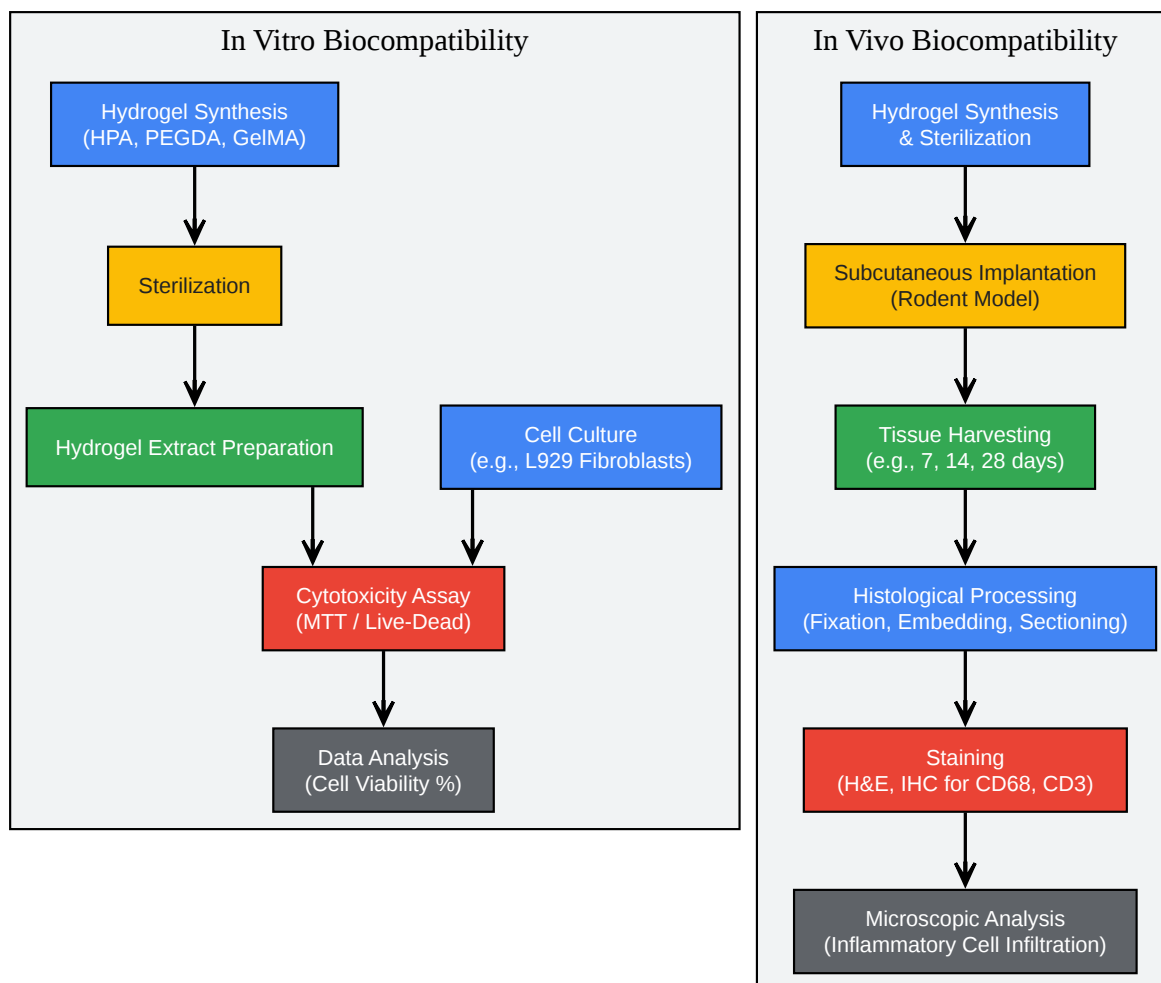 In Vitro Biocompatibility
Hydrogel Synthesis
(HPA, PEGDA, GelMA)
Sterilization
Hydrogel Extract Preparation
Cell Culture
(e.g., L929 Fibroblasts)
Cytotoxicity Assay
(MTT / Live-Dead)
Data Analysis
(Cell Viability %)
In Vivo Biocompatibility
Hydrogel Synthesis
& Sterilization
Subcutaneous Implantation
(Rodent Model)
Tissue Harvesting
(e.g., 7, 14, 28 days)
Histological Processing
(Fixation, Embedding, Sectioning)
Staining
(H&E, IHC for CD68, CD3)
Microscopic Analysis
(Inflammatory Cell Infiltration)